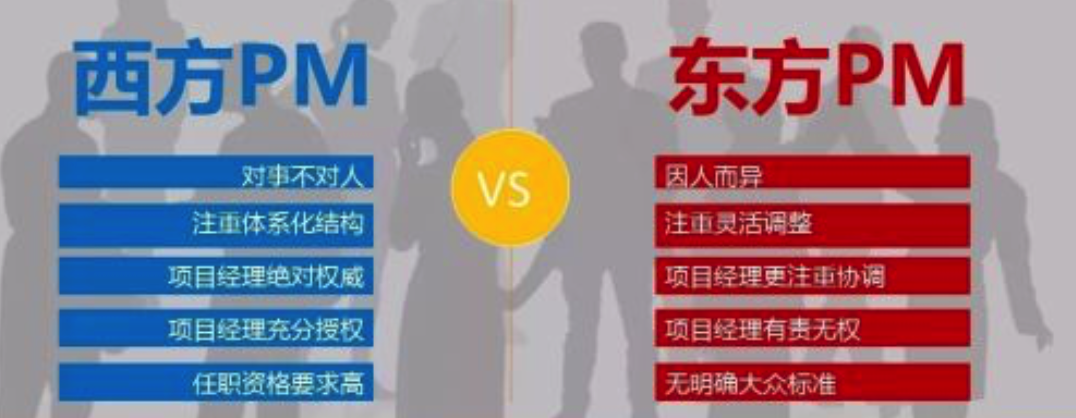 西方PM
东方PM
VS
对事不对人
因人而异
注重体系化结构
注重灵活调整
项目经理绝对权威
项目经理更注重协调
项目经理充分授权
项目经理有责无权
任职资格要求高
无明确大众标准